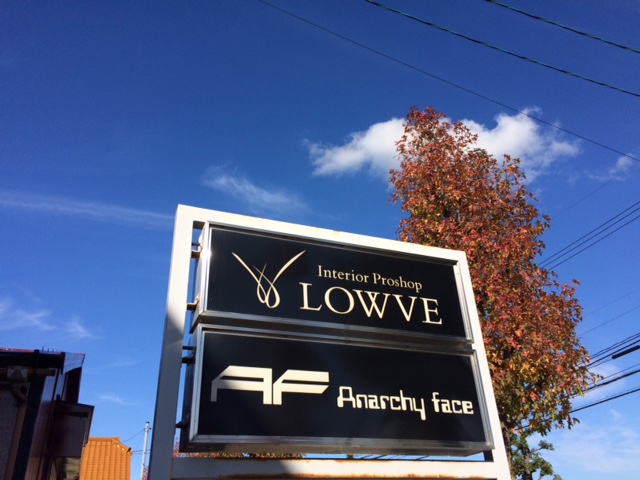 Interior Proshop
LOWVE
AF Anarchy face